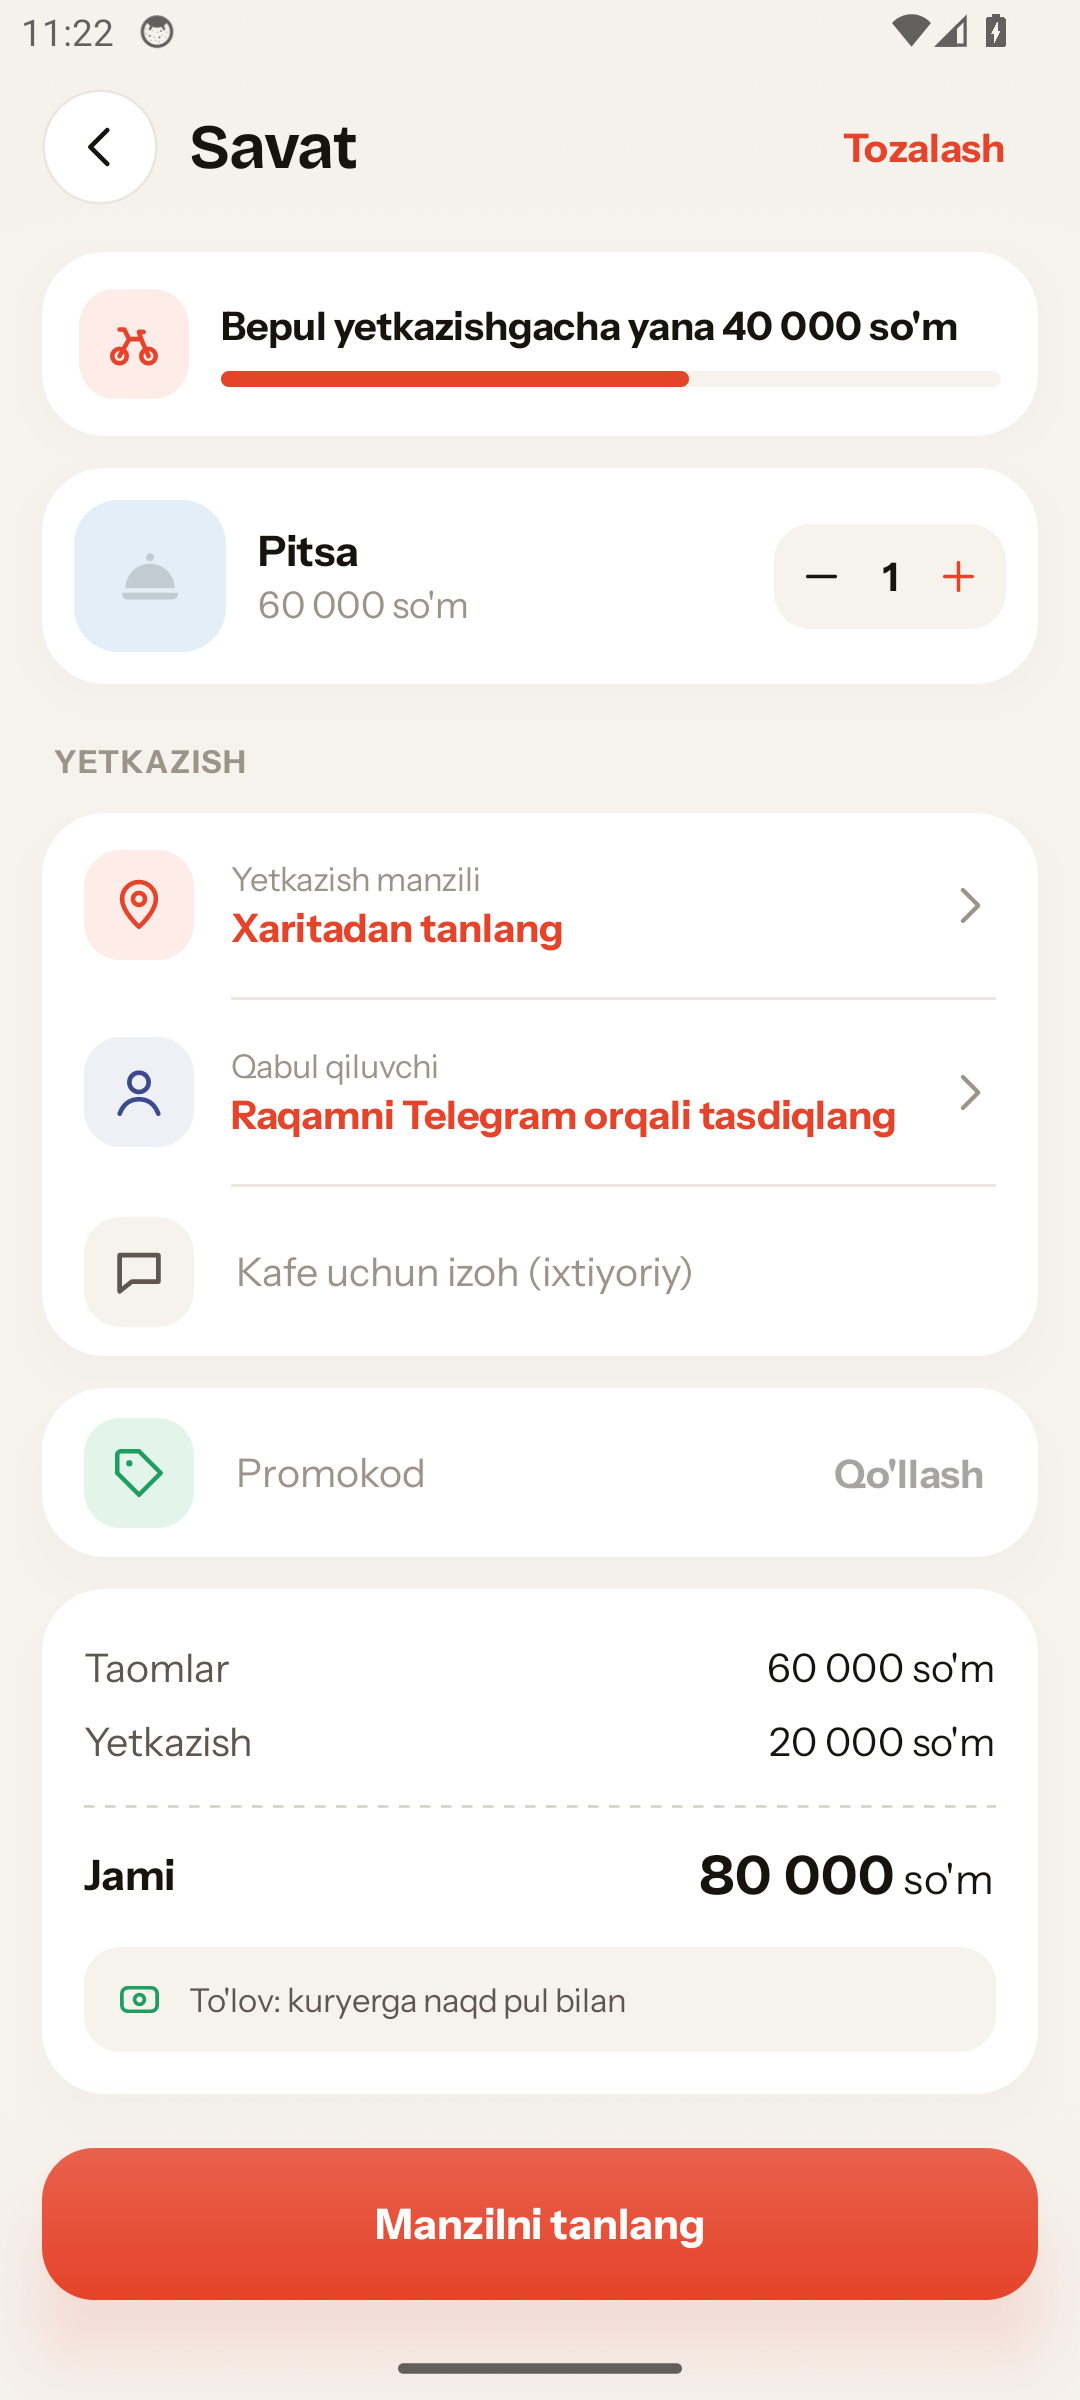 11:22
Savat
Tozalash
Bepul yetkazishgacha yana 40 000 so'm
Pitsa
60 000 so'm
1
YETKAZISH
Yetkazish manzili
Xaritadan tanlang
Qabul qiluvchi
Raqamni Telegram orqali tasdiqlang
Kafe uchun izoh (ixtiyoriy)
Promokod
Qo'llash
Taomlar
60 000 so'm
Yetkazish
20 000 so'm
Jami
80 000 so'm
To'lov: kuryerga naqd pul bilan
Manzilni tanlang